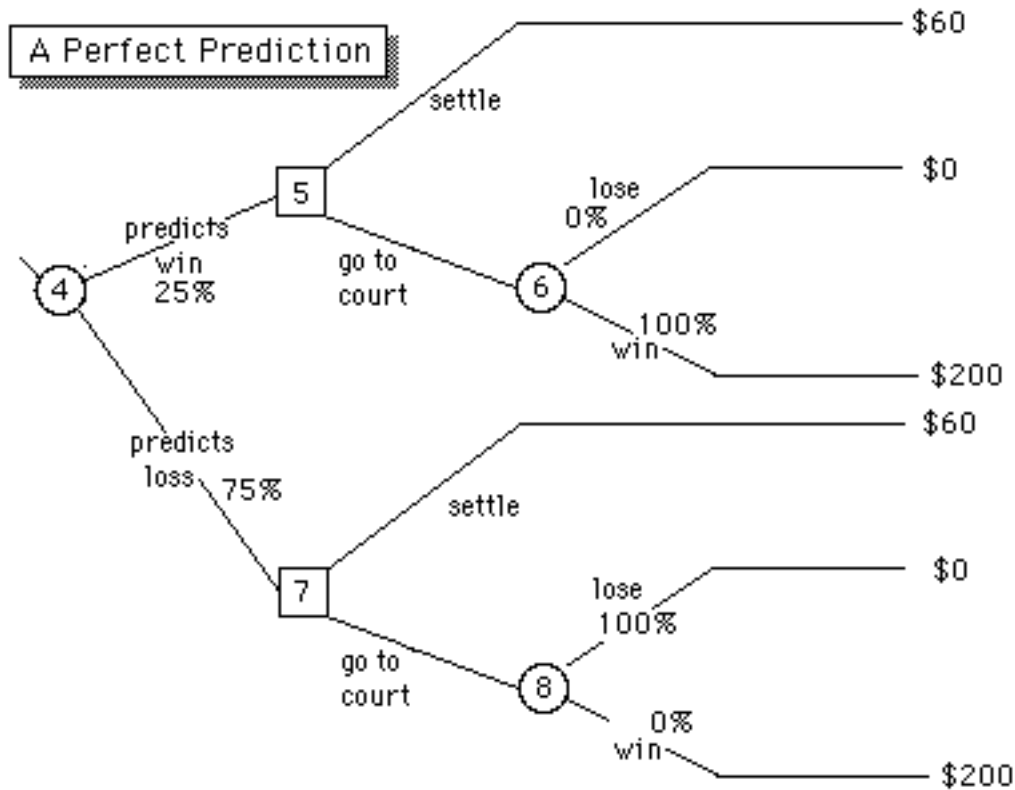 A Perfect Prediction
$60
settle
5
lose
0%
$0
predicts
win
25%
go to
court
4
6
100%
win
$200
$60
predicts
loss
75%
settle
7
lose
100%
$0
go to
court
8
0%
win
$200